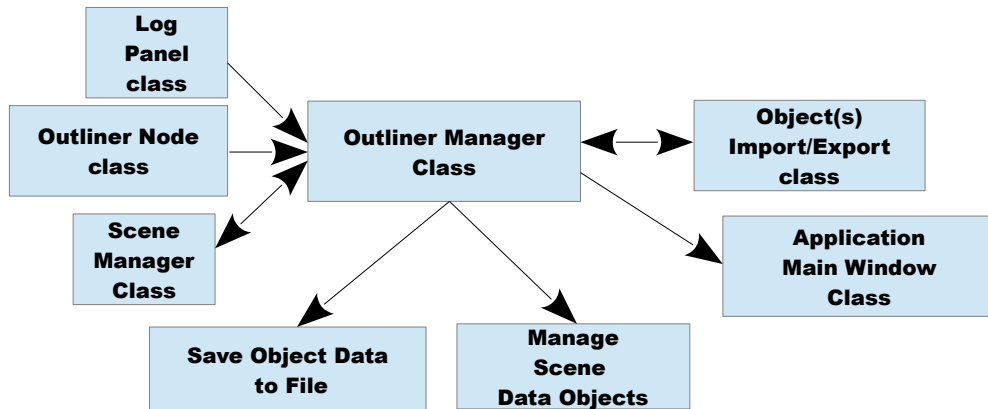 Log
Panel
class
Outliner Node
class
Scene
Manager
Class
Outliner Manager
Class
Object(s)
Import/Export
class
Application
Main Window
Class
Save Object Data
to File
Manage
Scene
Data Objects